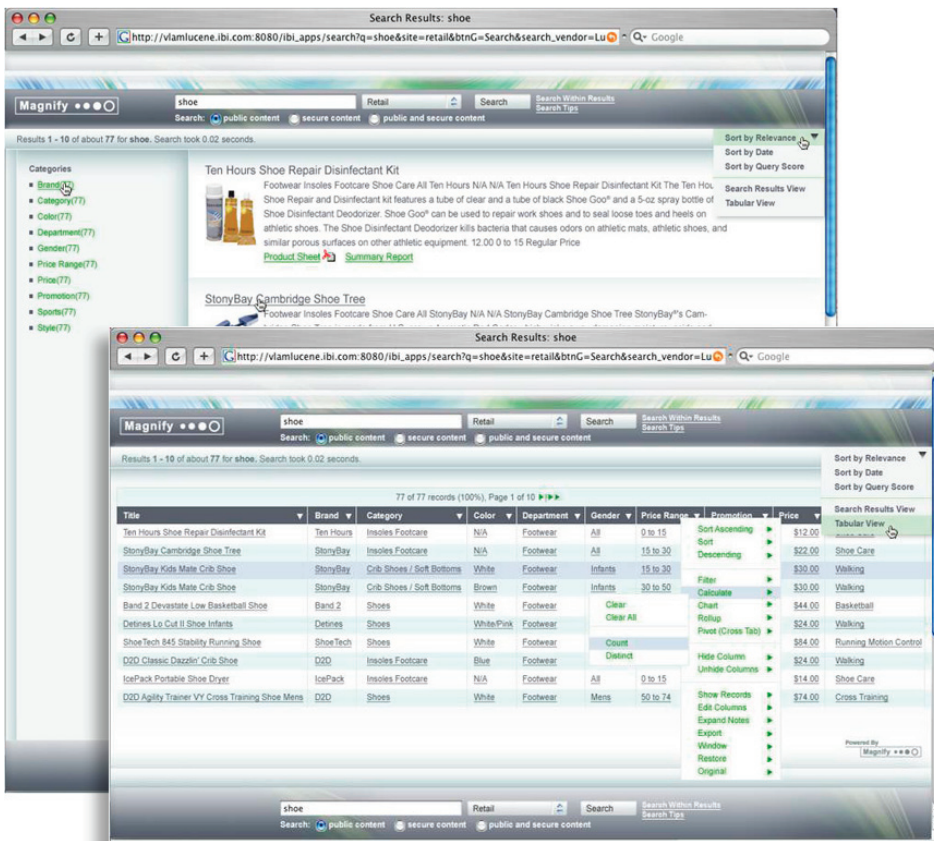 Search Results: shoe
http://vlamlucene.ibi.com:8080/ibi_apps/search?q=shoe&site=retail&btnG=Search&search_vendor=Lu
Google
Magnify
shoe
Retail
Search
Search Within Results
Search Tips
Search: public content secure content public and secure content
Results 1 - 10 of about 77 for shoe. Search took 0.02 seconds.
Sort by Relevance
Sort by Date
Sort by Query Score
Search Results View
Tabular View
Categories
Brand(77)
Category(77)
Color(77)
Department(77)
Gender(77)
Price Range(77)
Price(77)
Promotion(77)
Sports(77)
Style(77)
Ten Hours Shoe Repair Disinfectant Kit
Footwear Insoles Footcare Shoe Care All Ten Hours N/A N/A Ten Hours Shoe Repair Disinfectant Kit The Ten Hou
Shoe Repair and Disinfectant kit features a tube of clear and a tube of black Shoe Goo® and a 5-oz spray bottle of
Shoe Disinfectant Deodorizer. Shoe Goo® can be used to repair work shoes and to seal loose toes and heels on
athletic shoes. The Shoe Disinfectant Deodorizer kills bacteria that causes odors on athletic mats, athletic shoes, and
similar porous surfaces on other athletic equipment. 12.00 0 to 15 Regular Price
Product Sheet Summary Report
StonyBay Cambridge Shoe Tree
Footwear Insoles Footcare Shoe Care All StonyBay N/A N/A StonyBay Cambridge Shoe Tree StonyBay®'s Cam-
Search Results: shoe
http://vlamlucene.ibi.com:8080/ibi_apps/search?q=shoe&site=retail&btnG=Search&search_vendor=Lu
Google
Magnify
shoe
Retail
Search
Search Within Results
Search Tips
Search: public content secure content public and secure content
Results 1 - 10 of about 77 for shoe. Search took 0.02 seconds.
Sort by Relevance
Sort by Date
Sort by Query Score
Search Results View
Tabular View
77 of 77 records (100%), Page 1 of 10
Title Brand Category Color Department Gender Price Range Promotion Price
Ten Hours Shoe Repair Disinfectant Kit Ten Hours Insoles Footcare N/A Footwear All 0 to 15 $12.00 Shoe Care
StonyBay Cambridge Shoe Tree StonyBay Insoles Footcare N/A Footwear All 15 to 30 $22.00 Shoe Care
StonyBay Kids Mate Crib Shoe StonyBay Crib Shoes / Soft Bottoms White Footwear Infants 15 to 30 $30.00 Walking
StonyBay Kids Mate Crib Shoe StonyBay Crib Shoes / Soft Bottoms Brown Footwear Infants 30 to 50 $30.00 Walking
Band 2 Devastate Low Basketball Shoe Band 2 Shoes White Footwear $44.00 Basketball
Detines Lo Cut II Shoe Infants Detines Shoes White/Pink Footwear $24.00 Walking
ShoeTech 845 Stability Running Shoe ShoeTech Shoes White Footwear $84.00 Running Motion Control
D2D Classic Dazzlin' Crib Shoe D2D Insoles Footcare Blue Footwear $24.00 Walking
IcePack Portable Shoe Dryer IcePack Insoles Footcare N/A Footwear All 0 to 15 $14.00 Shoe Care
D2D Agility Trainer VY Cross Training Shoe Mens D2D Shoes White Footwear Mens 50 to 74 $74.00 Cross Training
Sort Ascending
Sort
Descending
Filter
Calculate
Chart
Rollup
Pivot (Cross Tab)
Hide Column
Unhide Columns
Show Records
Edit Columns
Expand Notes
Export
Window
Restore
Original
Clear
Clear All
Count
Distinct
Powered By
Magnify
shoe
Retail
Search
Search Within Results
Search Tips
Search: public content secure content public and secure content